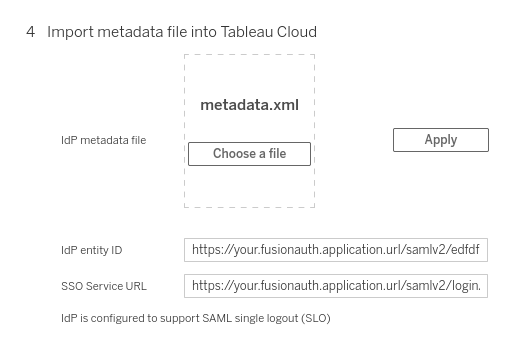 4 Import metadata file into Tableau Cloud
metadata.xml
IdP metadata file
Choose a file
Apply
IdP entity ID
https://your.fusionauth.application.url/samlv2/edfdf
SSO Service URL
https://your.fusionauth.application.url/samlv2/login.
IdP is configured to support SAML single logout (SLO)